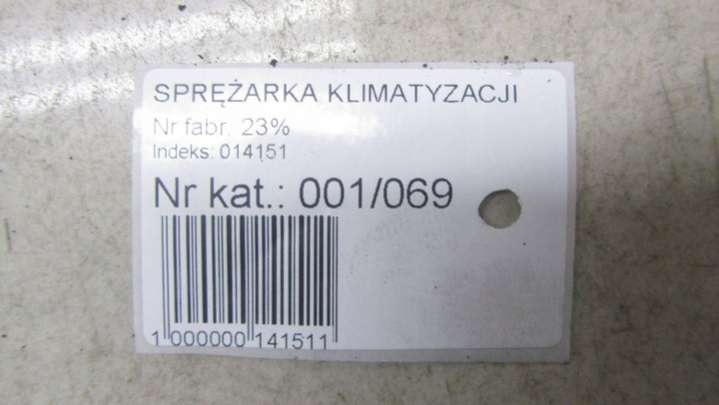 SPRĘŻARKA KLIMATYZACJI
Nr fabr. 23%
Indeks: 014151
Nr kat.: 001/069
1 000000 141511